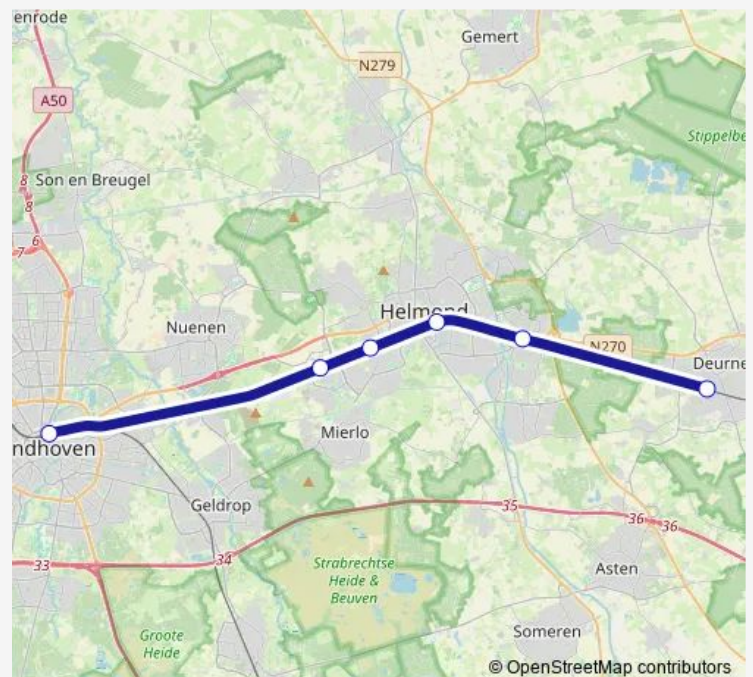 enrode
Gemert
N279
A50
Stippelbe
Son en Breugel
8
8
6
7
Helmond
Nuenen
N270
Deurne
ndhoven
Mierlo
Geldrop
35
36
36
33
34
Strabrechtse
Heide &
Beuven
Asten
Groote
Heide
Someren
© OpenStreetMap contributors